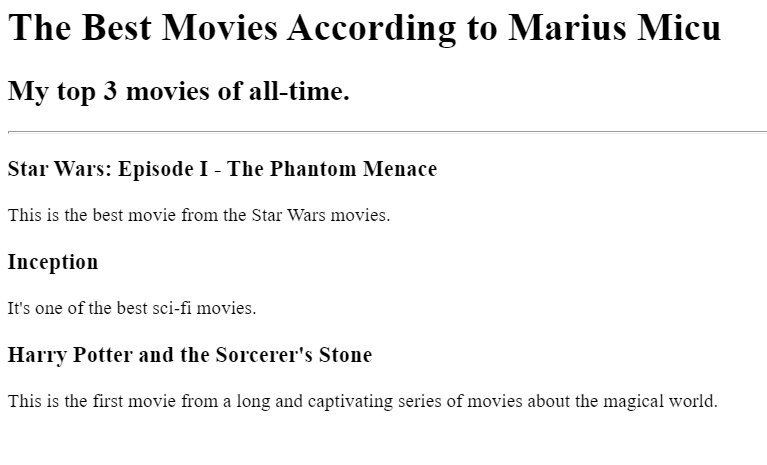 The Best Movies According to Marius Micu
My top 3 movies of all-time.
Star Wars: Episode I - The Phantom Menace
This is the best movie from the Star Wars movies.
Inception
It's one of the best sci-fi movies.
Harry Potter and the Sorcerer's Stone
This is the first movie from a long and captivating series of movies about the magical world.